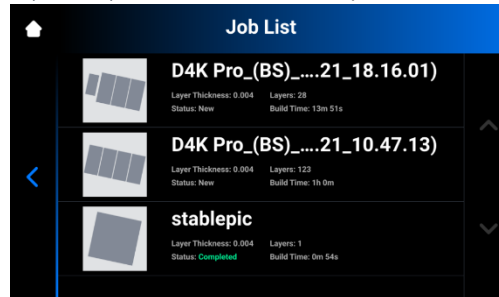 Job List
D4K Pro_(BS)_....21_18.16.01)
Layer Thickness: 0.004 Layers: 28
Status: New Build Time: 13m 51s
D4K Pro_(BS)_....21_10.47.13)
Layer Thickness: 0.004 Layers: 123
Status: New Build Time: 1h 0m
stablepic
Layer Thickness: 0.004 Layers: 1
Status: Completed Build Time: 0m 54s